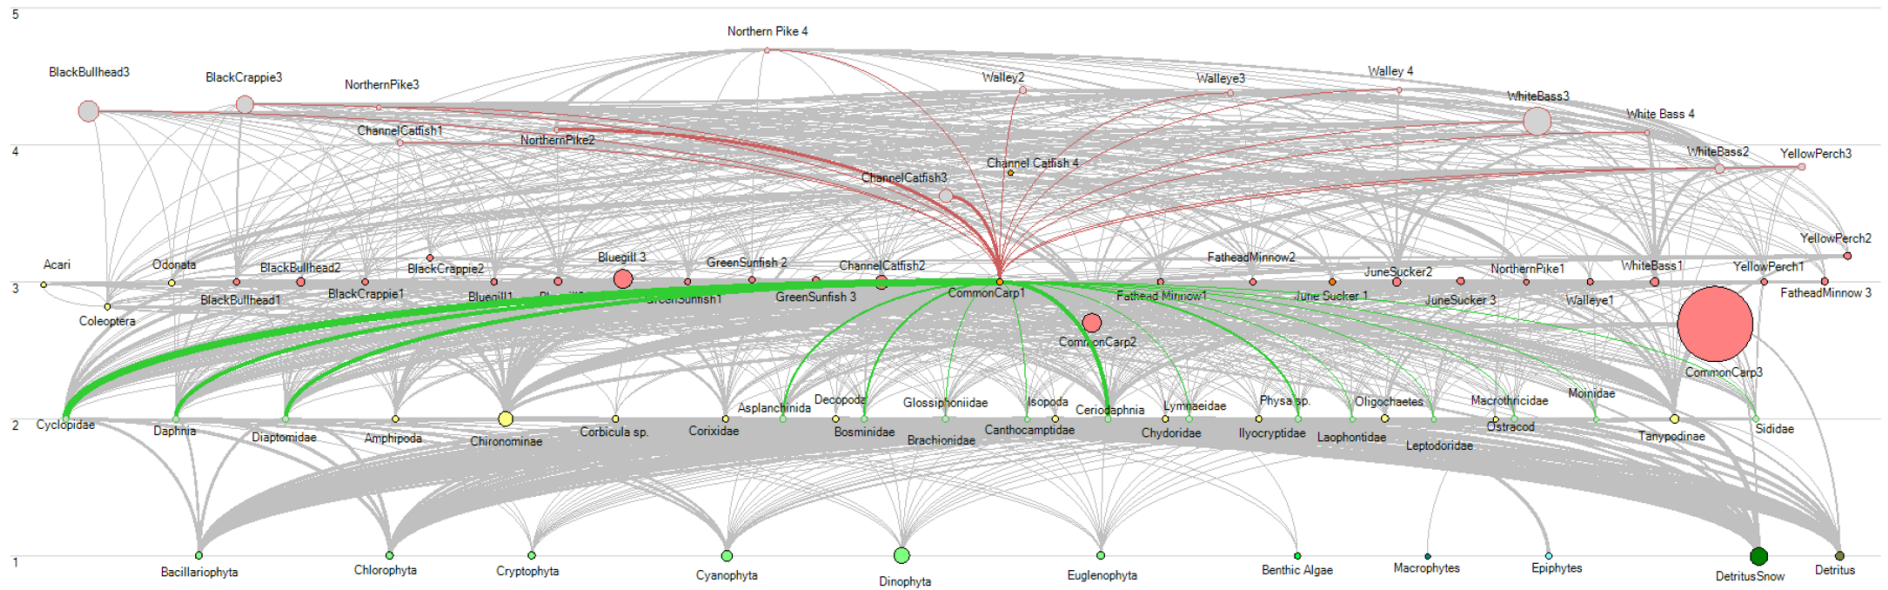 5
Northern Pike 4
BlackBullhead3
BlackCrappie3
NorthernPike3
Walley2
Walleye3
Walley 4
WhiteBass3
White Bass 4
ChannelCatfish1
NorthernPike2
4
Channel Catfish 4
ChannelCatfish3
WhiteBass2
YellowPerch3
YellowPerch2
Acari
Odonata
BlackBullhead2
BlackCrappie2
Bluegill 3
GreenSunfish 2
ChannelCatfish2
FatheadMinnow2
JuneSucker2
NorthernPike1
WhiteBass1
YellowPerch1
3
BlackBullhead1
BlackCrappie1
Bluegill1
GreenSunfish1
GreenSunfish 3
CommonCarp1
Fathead Minnow1
June Sucker 1
JuneSucker 3
Walleye1
FatheadMinnow 3
Coleoptera
CommonCarp2
CommonCarp3
Asplanchinida
Decopoda
Glossiphoniidae
Isopoda
Ceriodaphnia
Lymnaeidae
Physa sp.
Oligochaetes
Macrothricidae
Moinidae
2
Cyclopidae
Daphnia
Diaptomidae
Amphipoda
Chironominae
Corbicula sp.
Corixidae
Bosminidae
Brachionidae
Canthocamptidae
Chydoridae
Ilyocryptidae
Laophontidae
Leptodoridae
Ostracod
Tanypodinae
Sididae
1
Bacillariophyta
Chlorophyta
Cryptophyta
Cyanophyta
Dinophyta
Euglenophyta
Benthic Algae
Macrophytes
Epiphytes
DetritusSnow
Detritus